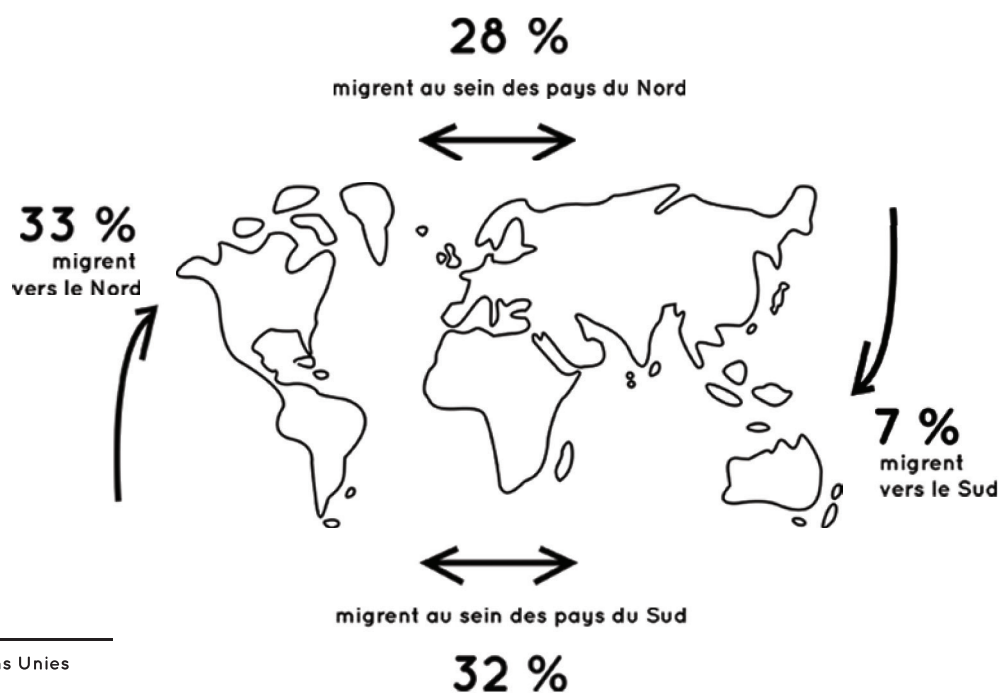 28 %
migrent au sein des pays du Nord
33 %
migrent
vers le Nord
7 %
migrent
vers le Sud
migrent au sein des pays du Sud
Unies
32 %